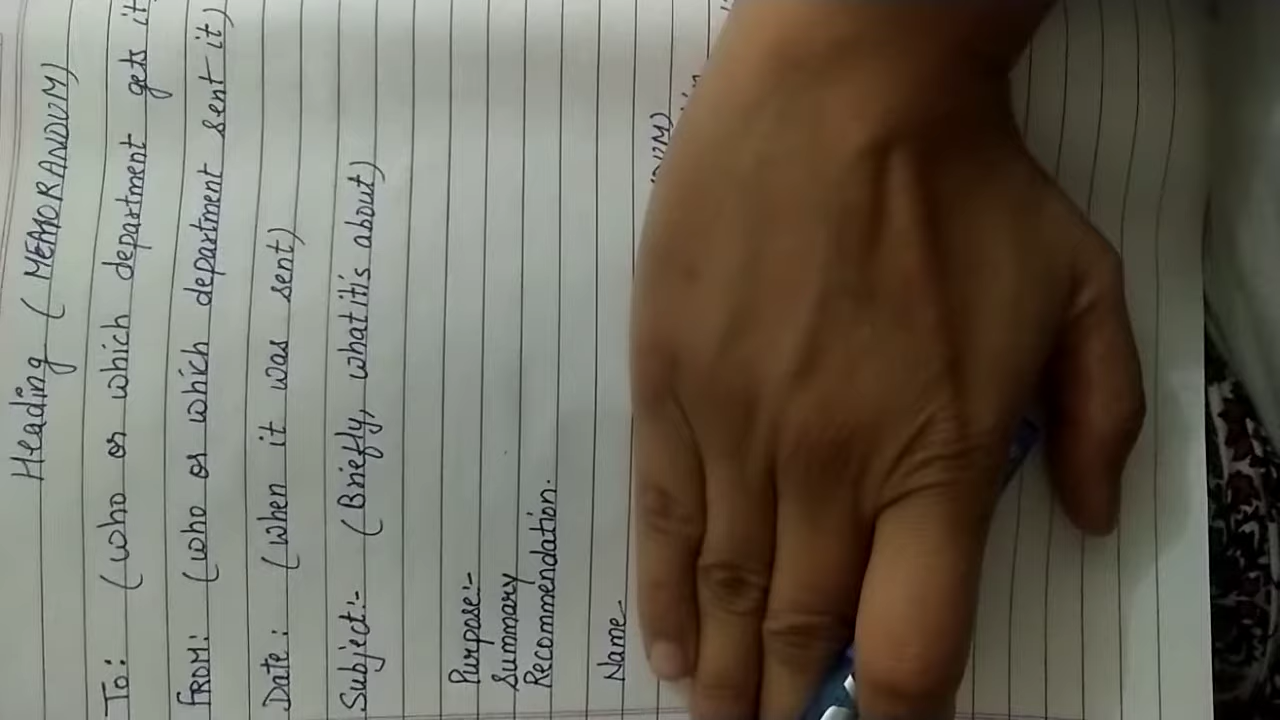 Heading (MEMORANDUM)
To: (who or which department gets it
FROM: (who or which department sent it)
Date: (when it was sent)
Subject:- (Briefly, what it is about)
Purpose:-
Summary
Recommendation.
Name